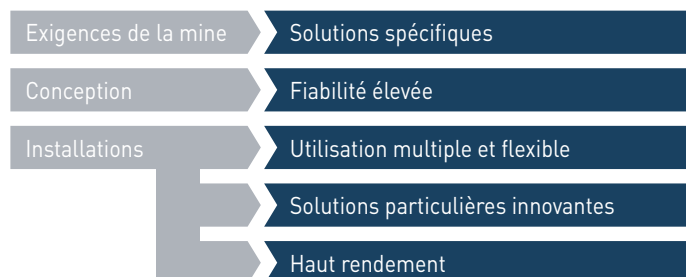 Exigences de la mine
Solutions spécifiques
Conception
Fiabilité élevée
Installations
Utilisation multiple et flexible
Solutions particulières innovantes
Haut rendement